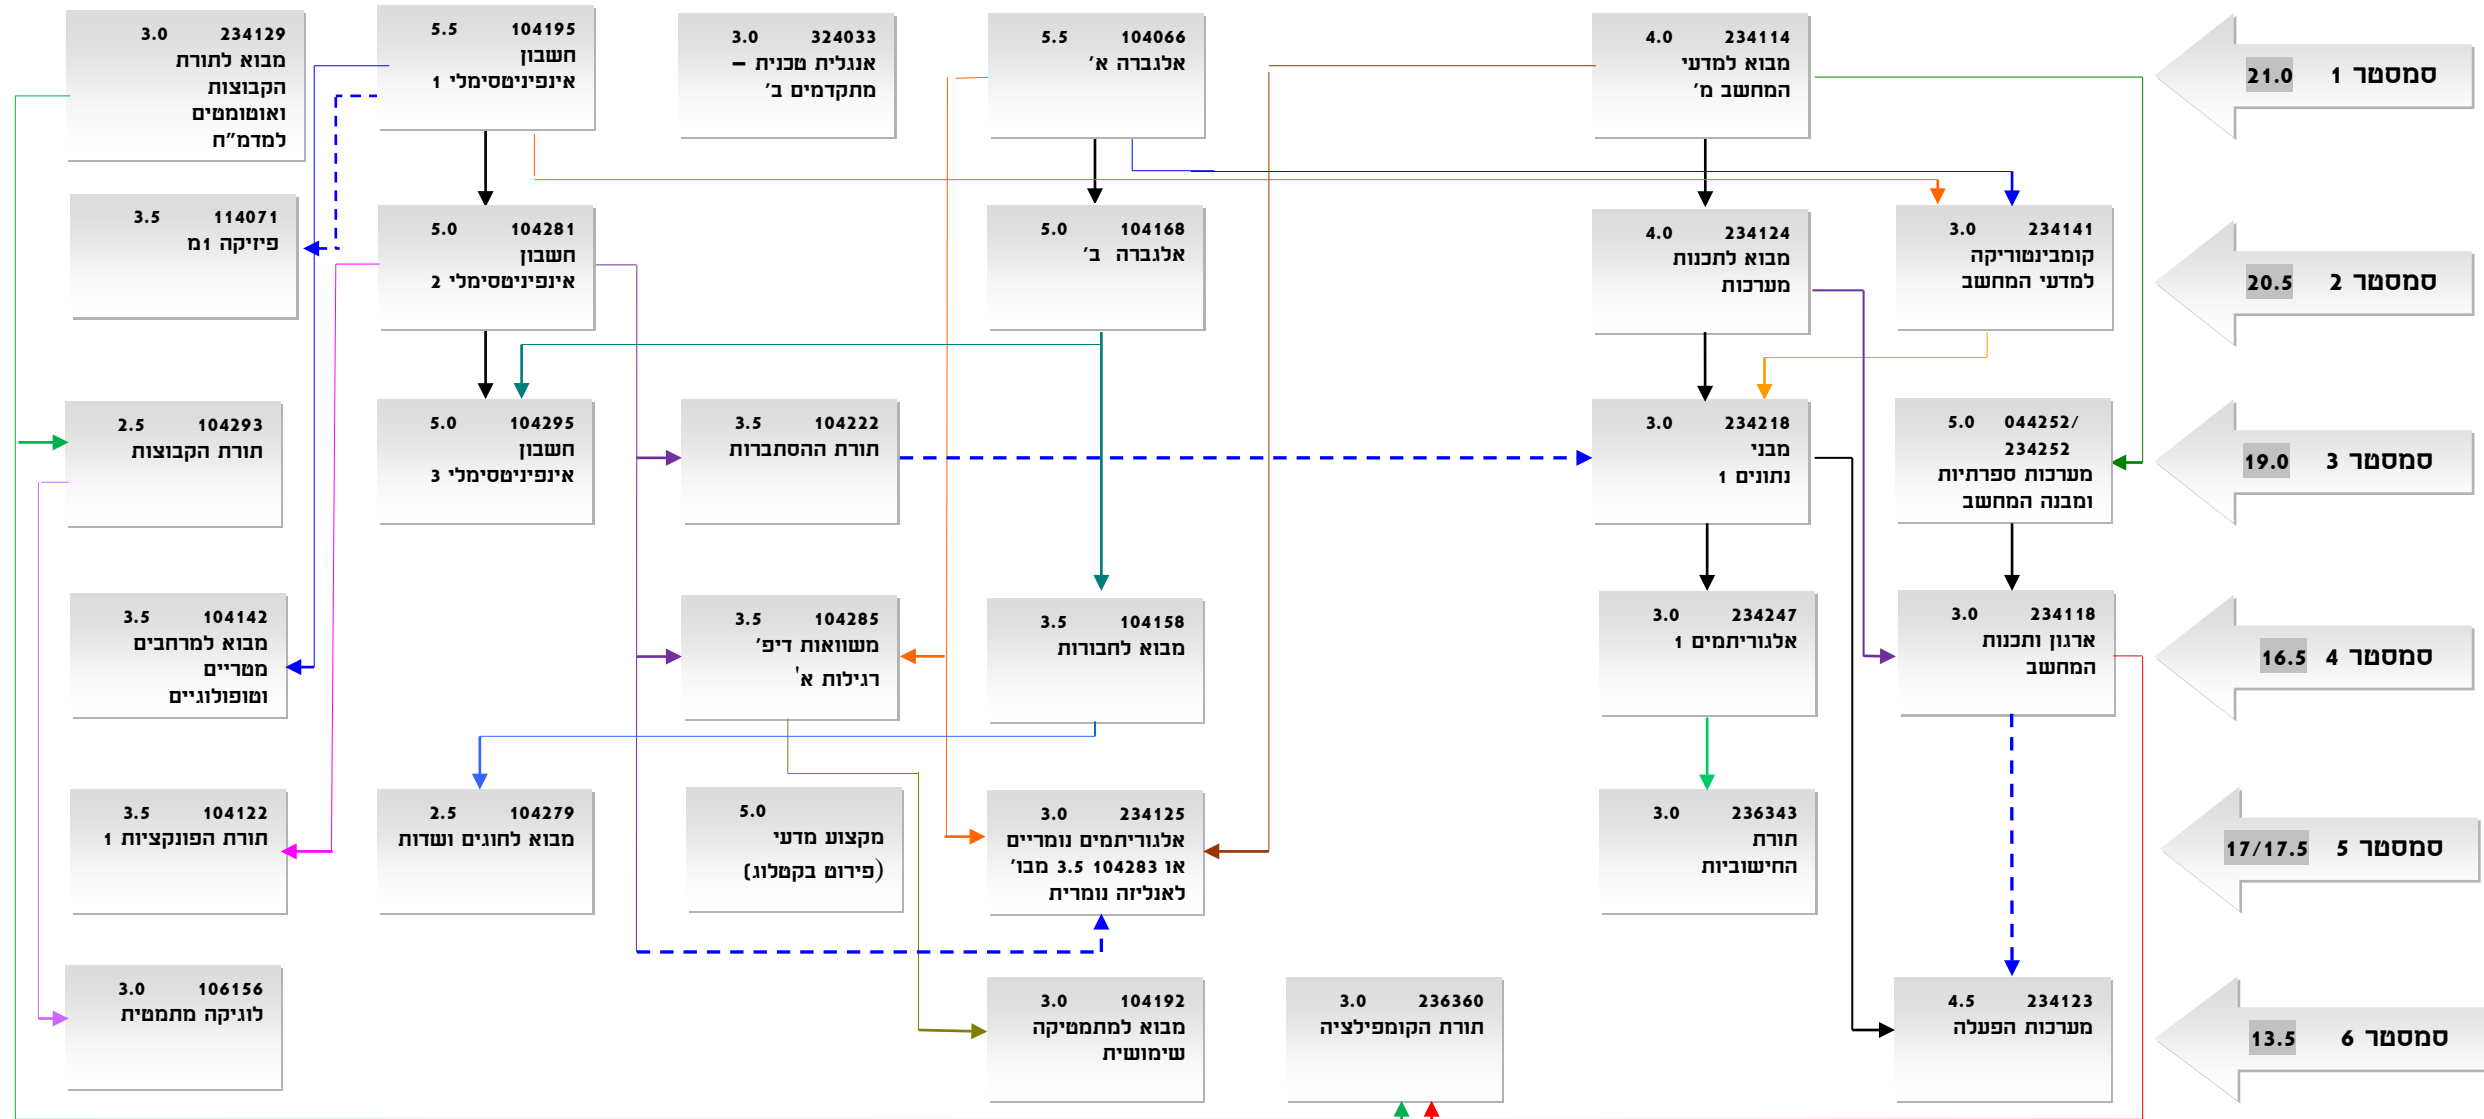 סמסטר 1 21.0
234114 4.0
מבוא למדעי
המחשב מ'
104066 5.5
אלגברה א'
324033 3.0
אנגלית טכנית –
מתקדמים ב'
104195 5.5
חשבון
אינפיניטסימלי 1
234129 3.0
מבוא לתורת
הקבוצות
ואוטומטים
למדמ"ח
סמסטר 2 20.5
234141 3.0
קומבינטוריקה
למדעי המחשב
234124 4.0
מבוא לתכנות
מערכות
104168 5.0
אלגברה ב'
104281 5.0
חשבון
אינפיניטסימלי 2
114071 3.5
פיזיקה 1מ
סמסטר 3 19.0
044252/ 5.0
234252
מערכות ספרתיות
ומבנה המחשב
234218 3.0
מבני
נתונים 1
104222 3.5
תורת ההסתברות
104295 5.0
חשבון
אינפיניטסימלי 3
104293 2.5
תורת הקבוצות
סמסטר 4 16.5
234118 3.0
ארגון ותכנות
המחשב
234247 3.0
אלגוריתמים 1
104158 3.5
מבוא לחבורות
104285 3.5
משוואות דיפ'
רגילות א'
104142 3.5
מבוא למרחבים
מטריים
וטופולוגיים
סמסטר 5 17/17.5
236343 3.0
תורת
החישוביות
234125 3.0
אלגוריתמים נומריים
או 104283 3.5 מבו'
לאנליזה נומרית
5.0
מקצוע מדעי
(פירוט בקטלוג)
104279 2.5
מבוא לחוגים ושדות
104122 3.5
תורת הפונקציות 1
סמסטר 6 13.5
234123 4.5
מערכות הפעלה
236360 3.0
תורת הקומפילציה
104192 3.0
מבוא למתמטיקה
שימושית
106156 3.0
לוגיקה מתמטית